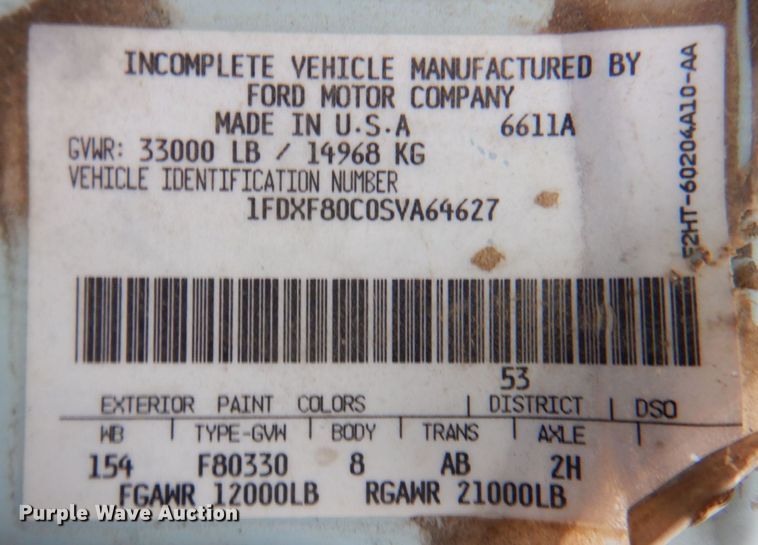 INCOMPLETE VEHICLE MANUFACTURED BY
FORD MOTOR COMPANY
MADE IN U.S.A 6611A
GVWR: 33000 LB / 14968 KG
VEHICLE IDENTIFICATION NUMBER
1FDXF80C0SVA64627
F2HT-60204A10-AA
53
EXTERIOR PAINT COLORS | DISTRICT | DSO
WB | TYPE-GVW | BODY | TRANS | AXLE
154 F80330 8 AB 2H
FGAWR 12000LB RGAWR 21000LB
Purple Wave Auction